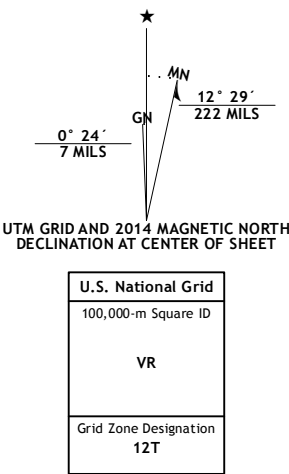 ★
MN
GN
12° 29´
222 MILS
0° 24´
7 MILS
UTM GRID AND 2014 MAGNETIC NORTH
DECLINATION AT CENTER OF SHEET
U.S. National Grid
100,000-m Square ID
VR
Grid Zone Designation
12T